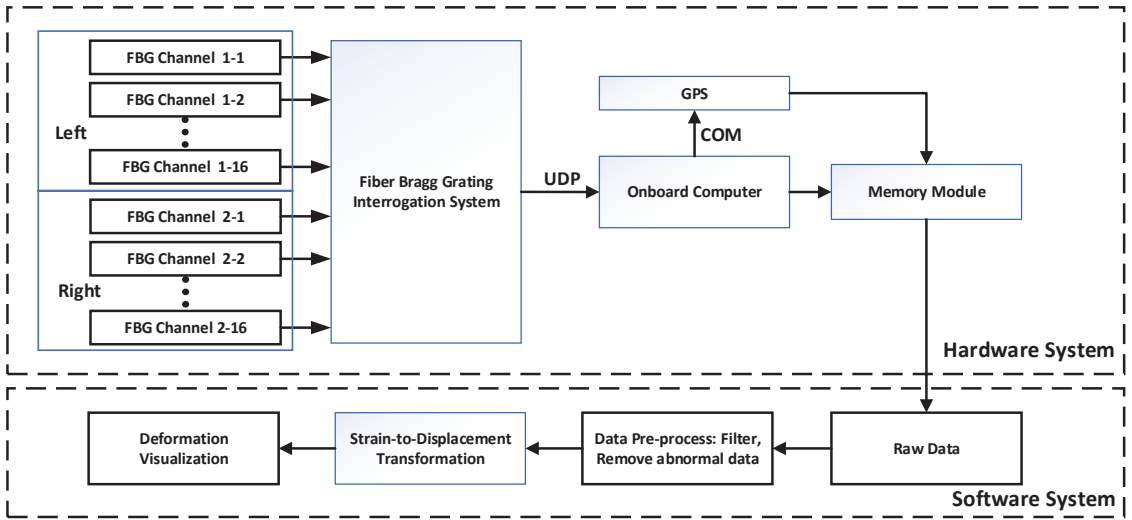 FBG Channel 1-1
FBG Channel 1-2
Left
FBG Channel 1-16
FBG Channel 2-1
FBG Channel 2-2
Right
FBG Channel 2-16
Fiber Bragg Grating
Interrogation System
UDP
GPS
COM
Onboard Computer
Memory Module
Hardware System
Deformation
Visualization
Strain-to-Displacement
Transformation
Data Pre-process: Filter,
Remove abnormal data
Raw Data
Software System